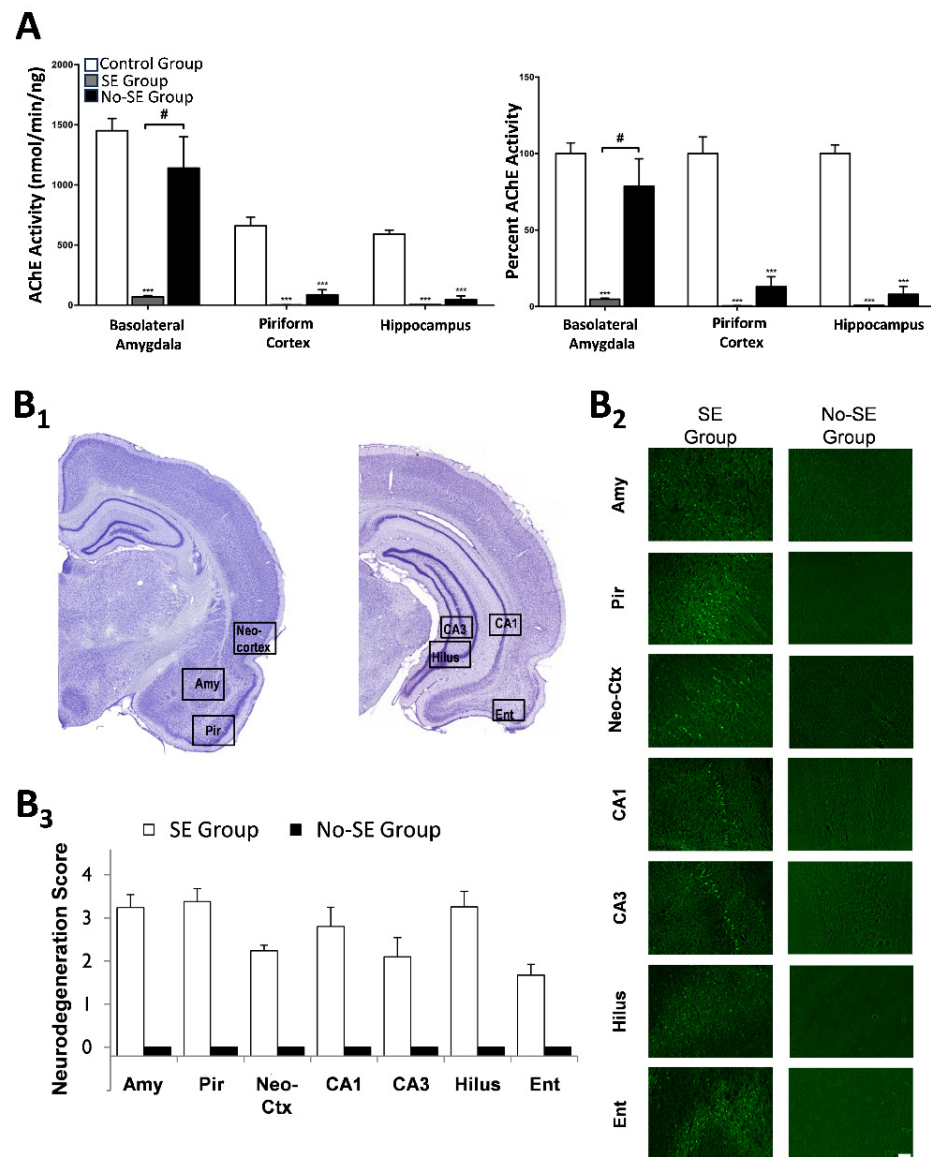 A
2000
1500
1000
500
0
AChE Activity (nmol/min/ng)
Control Group
SE Group
No-SE Group
#
***
*** ***
*** ***
Basolateral
Amygdala
Piriform
Cortex
Hippocampus
150
100
50
0
Percent AChE Activity
#
***
*** ***
*** ***
Basolateral
Amygdala
Piriform
Cortex
Hippocampus
B1
Neo-
cortex
Amy
Pir
CA3
CA1
Hilus
Ent
B2
SE
Group
No-SE
Group
Amy
Pir
Neo-Ctx
CA1
CA3
Hilus
Ent
B3
SE Group No-SE Group
Neurodegeneration Score
4
3
2
1
0
Amy Pir Neo-
Ctx CA1 CA3 Hilus Ent